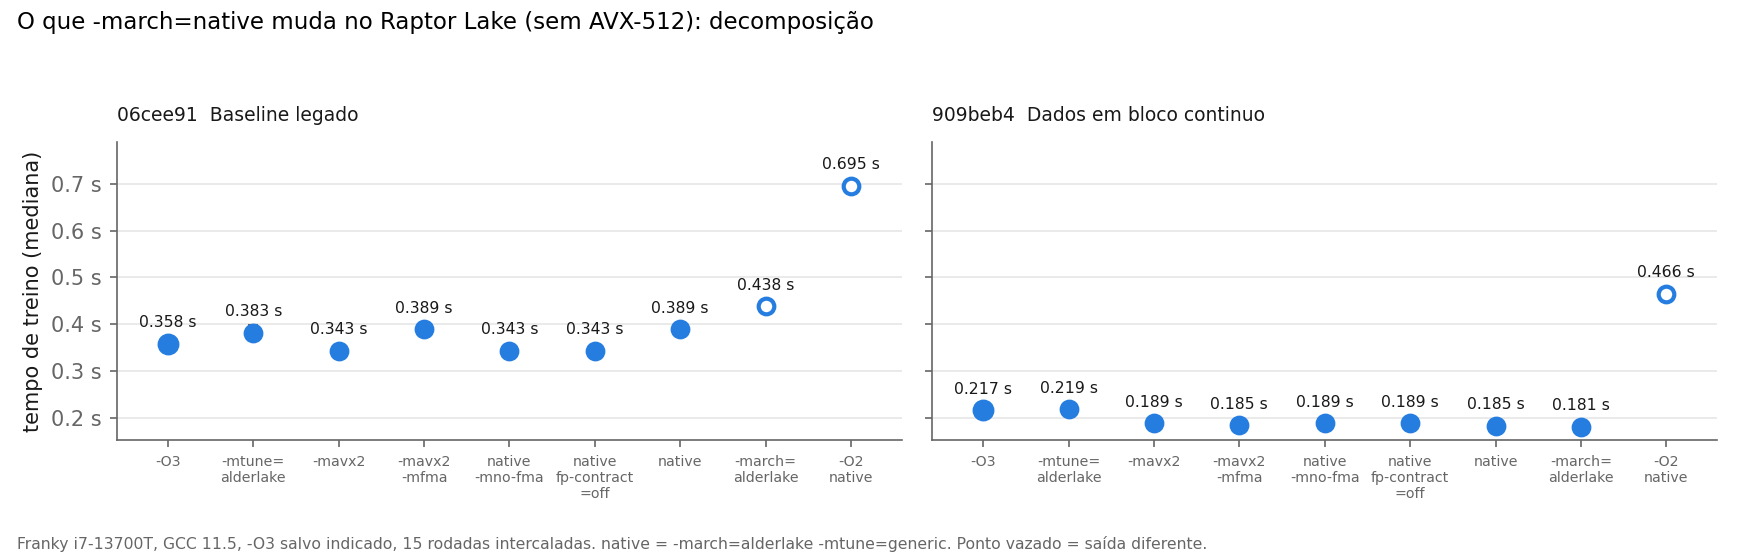 O que -march=native muda no Raptor Lake (sem AVX-512): decomposição
06cee91  Baseline legado
tempo de treino (mediana)
0.7 s
0.6 s
0.5 s
0.4 s
0.3 s
0.2 s
0.358 s
0.383 s
0.343 s
0.389 s
0.343 s
0.343 s
0.389 s
0.438 s
0.695 s
-O3
-mtune=
alderlake
-mavx2
-mavx2
-mfma
native
-mno-fma
native
fp-contract
=off
native
-march=
alderlake
-O2
native
909beb4  Dados em bloco continuo
0.217 s
0.219 s
0.189 s
0.185 s
0.189 s
0.189 s
0.185 s
0.181 s
0.466 s
-O3
-mtune=
alderlake
-mavx2
-mavx2
-mfma
native
-mno-fma
native
fp-contract
=off
native
-march=
alderlake
-O2
native
Franky i7-13700T, GCC 11.5, -O3 salvo indicado, 15 rodadas intercaladas. native = -march=alderlake -mtune=generic. Ponto vazado = saída diferente.